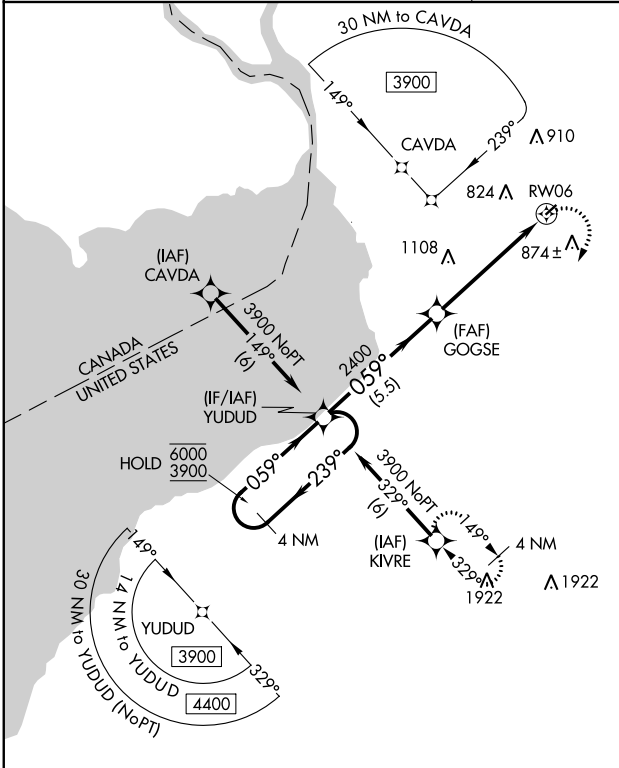 30 NM to CAVDA
3900
149°
239°
CAVDA
910
824
RW06
1108
874±
(IAF)
CAVDA
3900 NoPT
149°
(6)
CANADA
UNITED STATES
(FAF)
GOGSE
2400
059°
(5.5)
(IF/IAF)
YUDUD
HOLD
6000
3900
059°
239°
4 NM
3900 NoPT
329°
(6)
(IAF)
KIVRE
149°
4 NM
329°
1922
1922
149°
YUDUD
3900
4400
329°
14 NM to YUDUD
30 NM to YUDUD (NoPT)